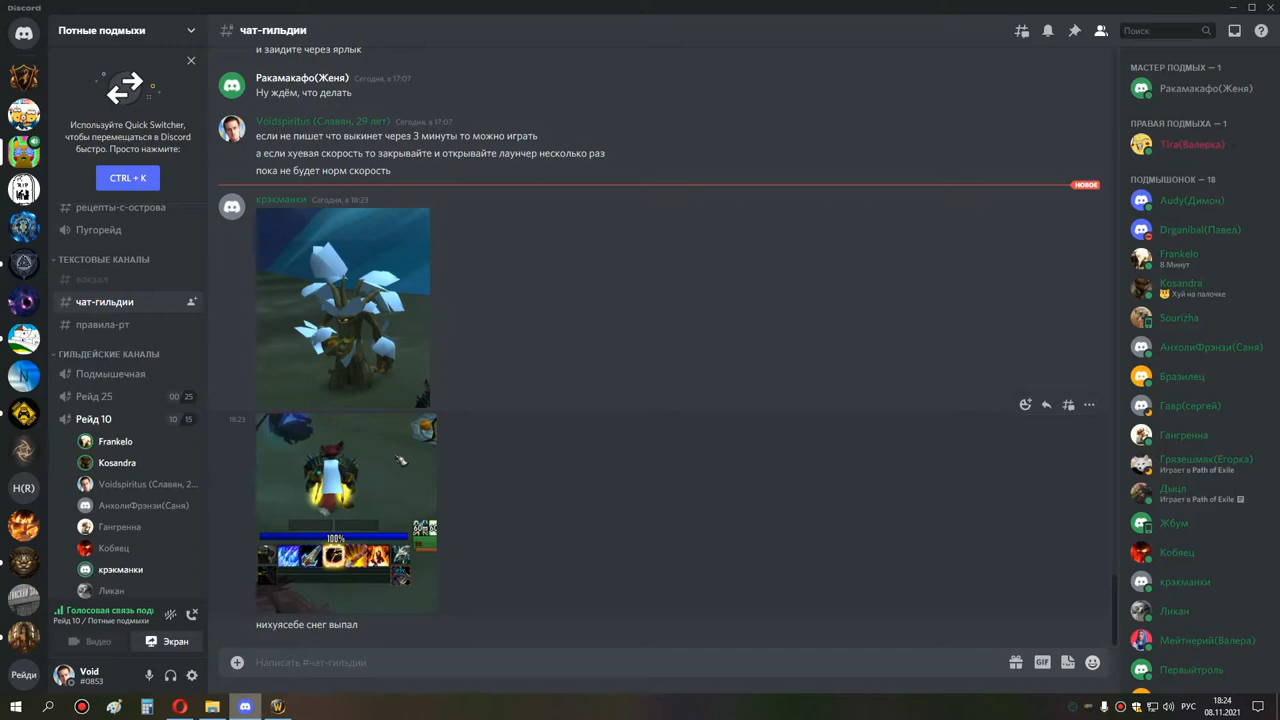 Discord
Потные подмыхи
чат-гильдии
Поиск
Используйте Quick Switcher,
чтобы перемещаться в Discord
быстро. Просто нажмите:
CTRL + K
рецепты-с-острова
Пугорейд
ТЕКСТОВЫЕ КАНАЛЫ
вокзал
чат-гильдии
правила-рт
ГИЛЬДЕЙСКИЕ КАНАЛЫ
Подмышечная
Рейд 25
00 25
Рейд 10
10 15
Frankelo
Kosandra
Voidspiritus (Славян, 2...
АнхолиФрэнзи(Саня)
Гангренна
Кобяец
крэкманки
Ликан
Голосовая связь под
Рейд 10 / Потные подмыхи
Видео
Экран
Void
#0853
H(R)
Рейди
и заидите через ярлык
Ракамакафо(Женя) Сегодня, в 17:07
Ну ждём, что делать
Voidspiritus (Славян, 29 лет) Сегодня, в 17:07
если не пишет что выкинет через 3 минуты то можно играть
а если хуевая скорость то закрывайте и открывайте лаунчер несколько раз
пока не будет норм скорость
НОВОЕ
крэкманки Сегодня, в 18:23
18:23
100%
нихуясебе снег выпал
Написать #чат-гильдии
GIF
МАСТЕР ПОДМЫХ — 1
Ракамакафо(Женя)
ПРАВАЯ ПОДМЫХА — 1
Tira(Валерка)
ПОДМЫШОНОК — 18
Audy(Димон)
Drganibal(Павел)
Frankelo
8 Минут
Kosandra
Хуй на палочке
Sourizha
АнхолиФрэнзи(Саня)
Бразилец
Гавр(сергей)
Гангренна
Грязешмяк(Егорка)
Играет в Path of Exile
Дыцл
Играет в Path of Exile
Жбум
Кобяец
крэкманки
Ликан
Мейтнерий(Валера)
Первыйтроль
РУС
18:24
08.11.2021